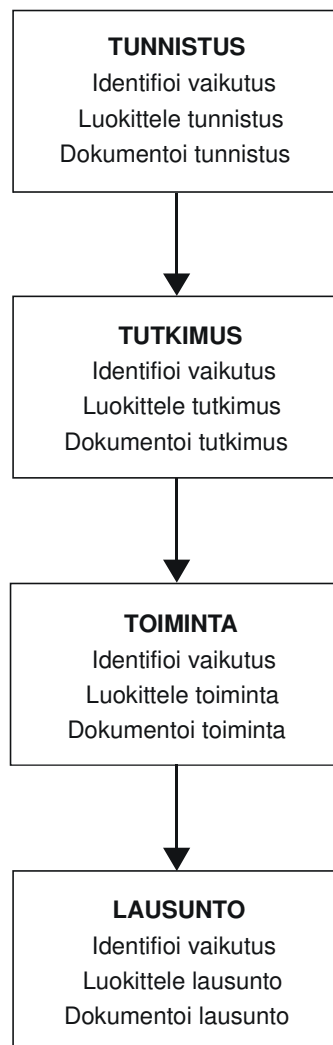 TUNNISTUS
Identifioi vaikutus
Luokittele tunnistus
Dokumentoi tunnistus
TUTKIMUS
Identifioi vaikutus
Luokittele tutkimus
Dokumentoi tutkimus
TOIMINTA
Identifioi vaikutus
Luokittele toiminta
Dokumentoi toiminta
LAUSUNTO
Identifioi vaikutus
Luokittele lausunto
Dokumentoi lausunto